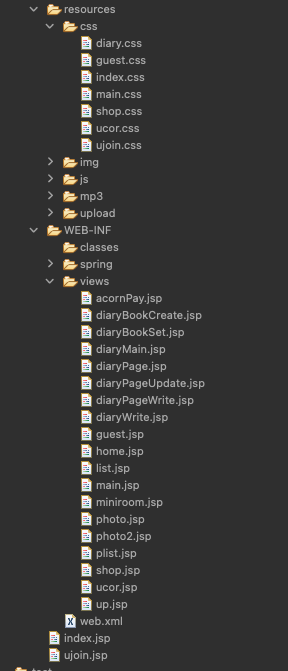 resources
css
diary.css
guest.css
index.css
main.css
shop.css
ucor.css
ujoin.css
img
js
mp3
upload
WEB-INF
classes
spring
views
acornPay.jsp
diaryBookCreate.jsp
diaryBookSet.jsp
diaryMain.jsp
diaryPage.jsp
diaryPageUpdate.jsp
diaryPageWrite.jsp
diaryWrite.jsp
guest.jsp
home.jsp
list.jsp
main.jsp
miniroom.jsp
photo.jsp
photo2.jsp
plist.jsp
shop.jsp
ucor.jsp
up.jsp
web.xml
index.jsp
ujoin.jsp